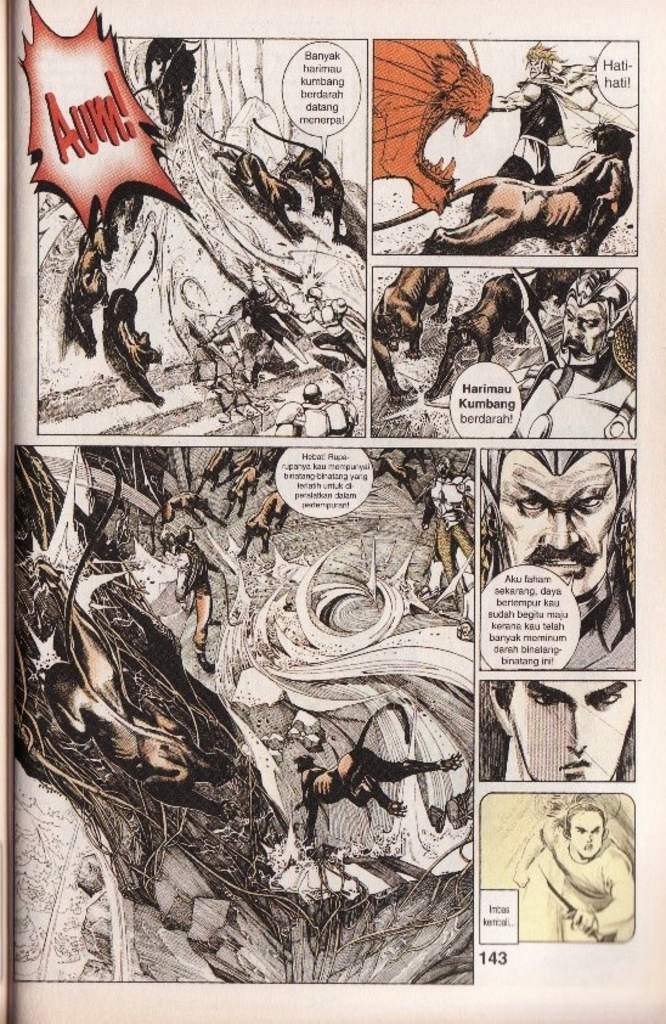 Aum!
Banyak
harimau
kumbang
berdarah
datang
menerpa!
Hati-
hati!
Harimau
Kumbang
berdarah!
Hebat! Rupa-
rupanya kau mempunyai
binatang-binatang yang
terlatih untuk di-
peralatkan dalam
pertempuran!
Aku faham
sekarang, daya
bertempur kau
sudah begitu maju
kerana kau telah
banyak meminum
darah binatang-
binatang ini!
Imbas
kembali...
143